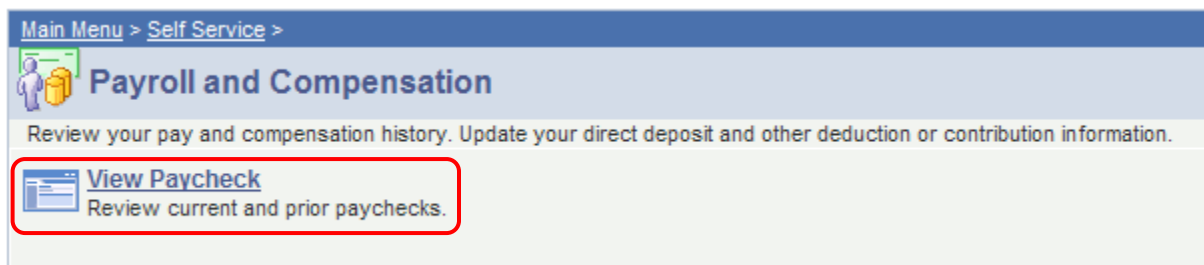 Main Menu > Self Service >
Payroll and Compensation
Review your pay and compensation history. Update your direct deposit and other deduction or contribution information.
View Paycheck
Review current and prior paychecks.